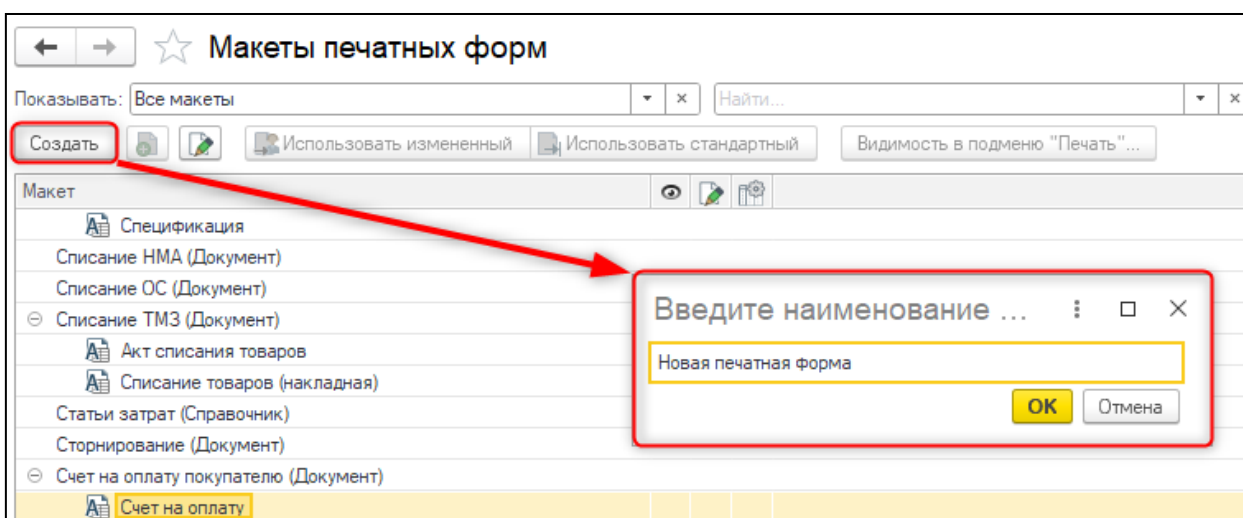 Макеты печатных форм
Показывать: Все макеты Найти...
Создать Использовать измененный Использовать стандартный Видимость в подменю "Печать"...
Макет
Спецификация
Списание НМА (Документ)
Списание ОС (Документ)
Списание ТМЗ (Документ)
Акт списания товаров
Списание товаров (накладная)
Статьи затрат (Справочник)
Сторнирование (Документ)
Счет на оплату покупателю (Документ)
Счет на оплату
Введите наименование ...
Новая печатная форма
ОК Отмена